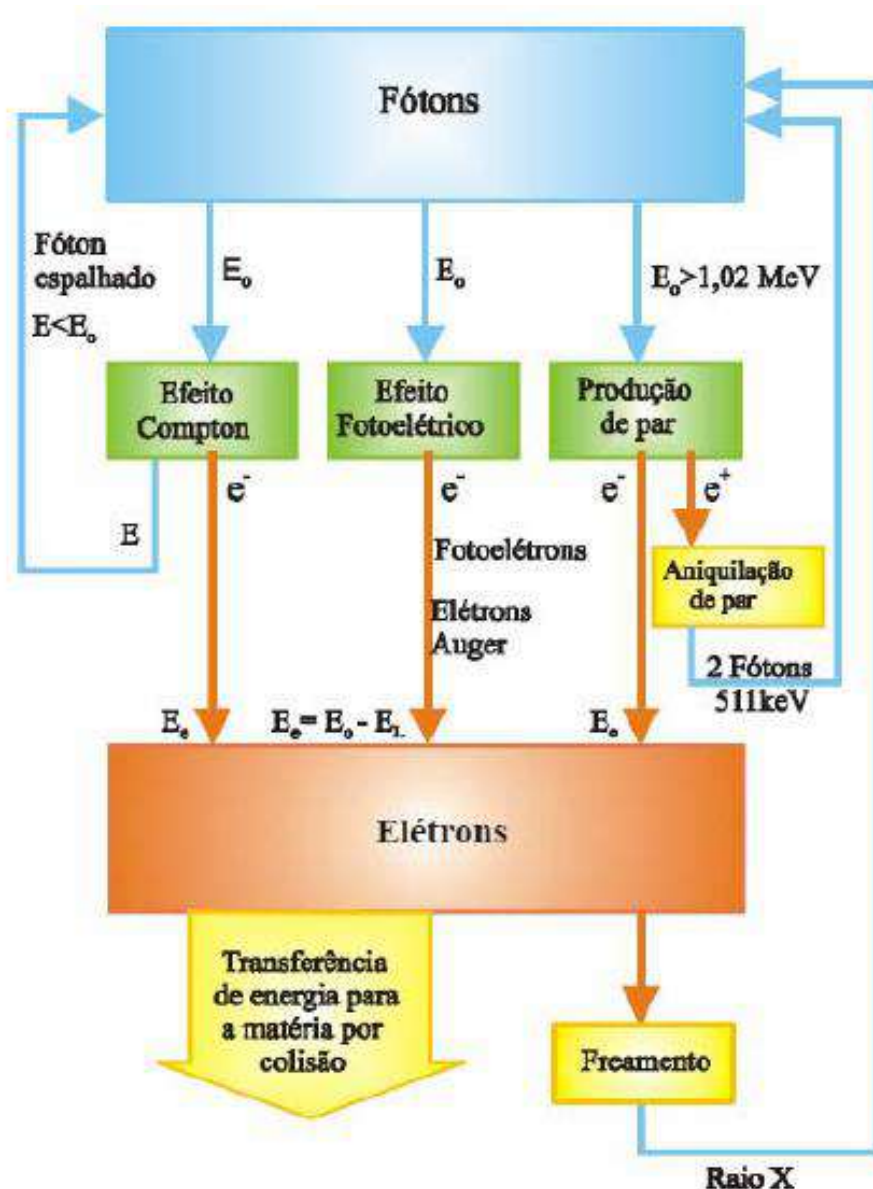 Fótons
Fóton
espalhado
E<E₀
E₀
E₀
E₀>1,02 MeV
Efeito
Compton
Efeito
Fotoelétrico
Produção
de par
E
e⁻
e⁻
e⁻
e⁺
Fotoelétrons
Elétrons
Auger
Aniquilação
de par
2 Fótons
511keV
Eₑ
Eₑ= E₀ - E_L
Eₑ
Elétrons
Transferência
de energia para
a matéria por
colisão
Freamento
Raio X